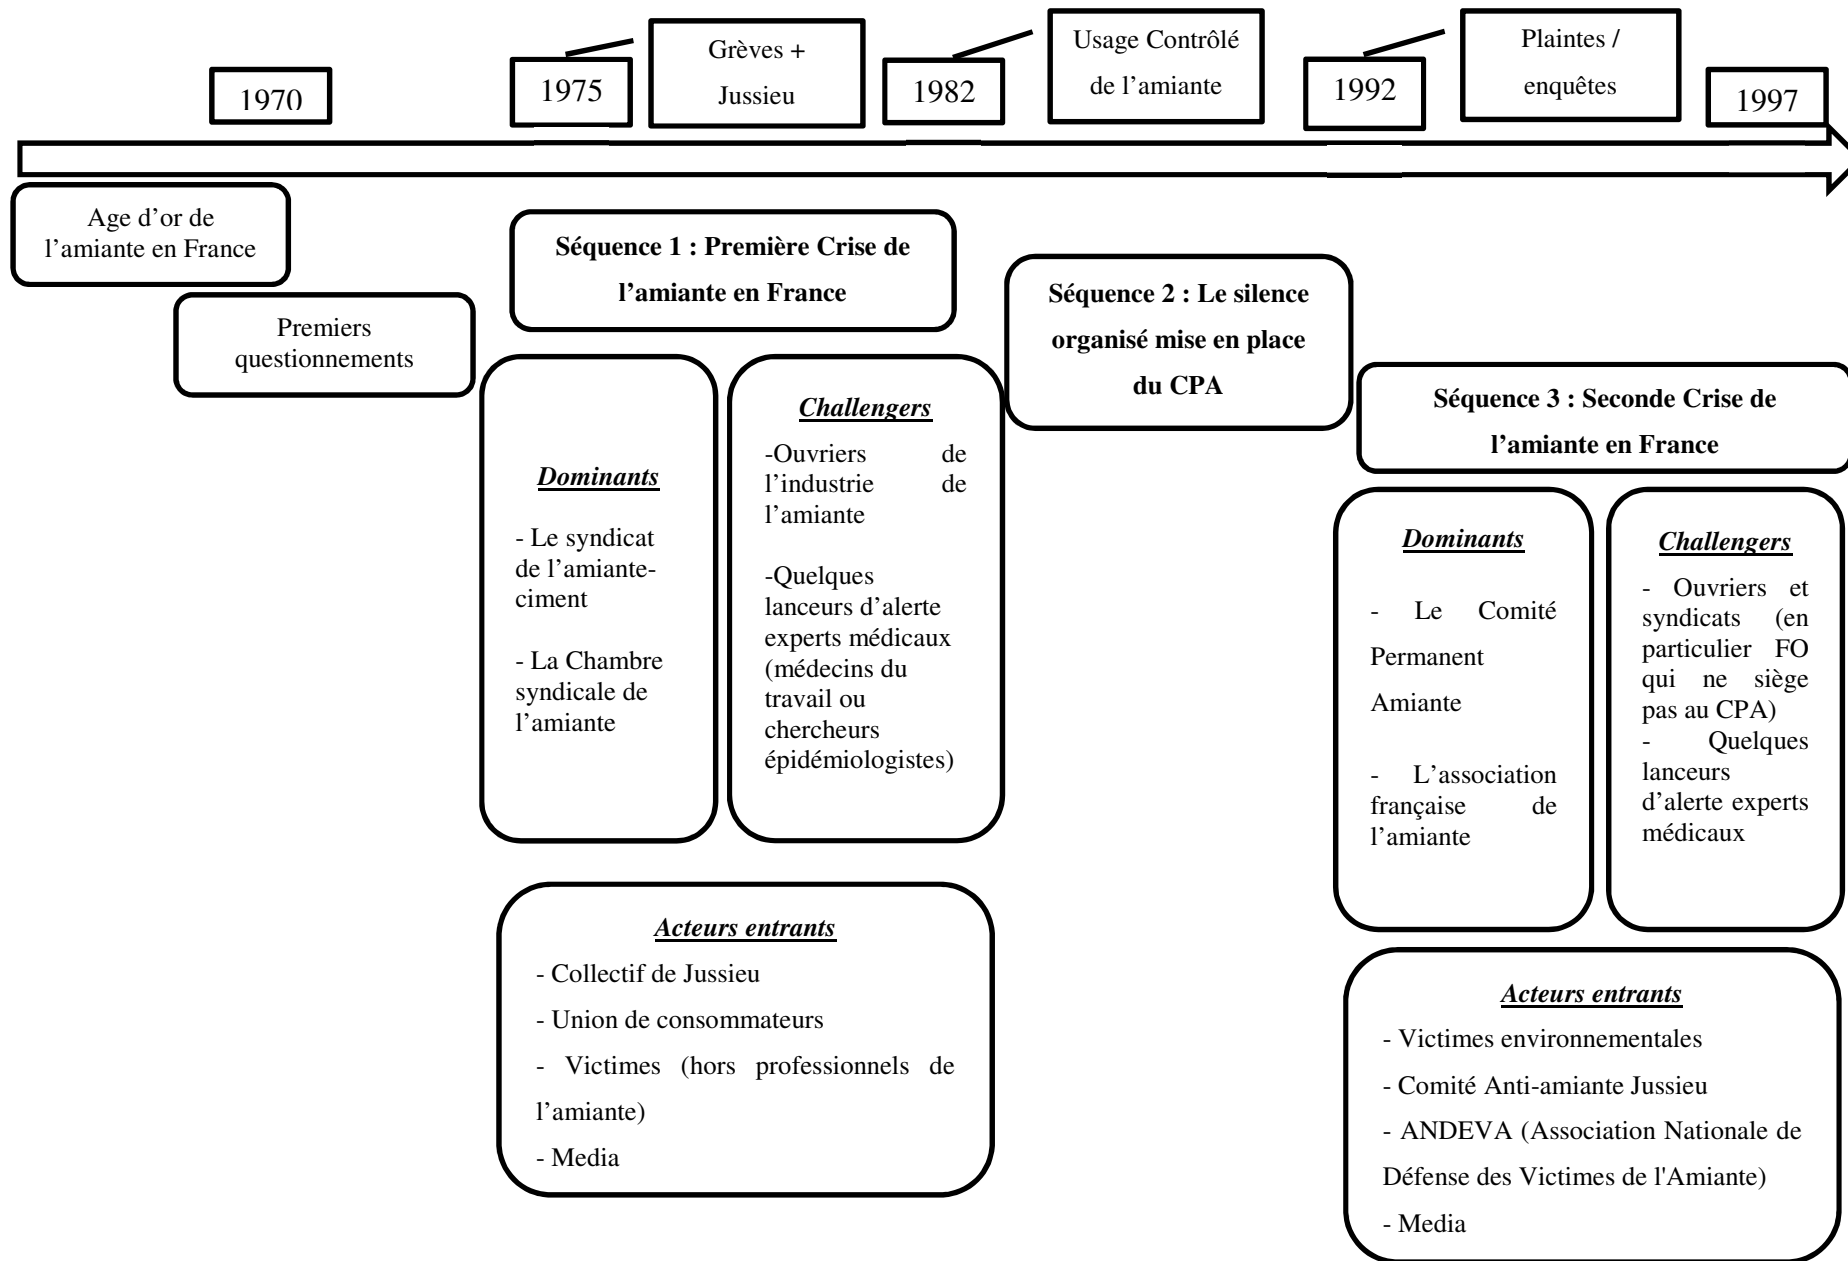 1970
1975
Grèves +
Jussieu
1982
Usage Contrôlé
de l’amiante
1992
Plaintes /
enquêtes
1997
Age d’or de
l’amiante en France
Premiers
questionnements
Séquence 1 : Première Crise de
l’amiante en France
Dominants
- Le syndicat
de l’amiante-
ciment
- La Chambre
syndicale de
l’amiante
Challengers
-Ouvriers de
l’industrie de
l’amiante
-Quelques
lanceurs d’alerte
experts médicaux
(médecins du
travail ou
chercheurs
épidémiologistes)
Acteurs entrants
- Collectif de Jussieu
- Union de consommateurs
- Victimes (hors professionnels de
l’amiante)
- Media
Séquence 2 : Le silence
organisé mise en place
du CPA
Séquence 3 : Seconde Crise de
l’amiante en France
Dominants
- Le Comité
Permanent
Amiante
- L’association
française de
l’amiante
Challengers
- Ouvriers et
syndicats (en
particulier FO
qui ne siège
pas au CPA)
- Quelques
lanceurs
d’alerte experts
médicaux
Acteurs entrants
- Victimes environnementales
- Comité Anti-amiante Jussieu
- ANDEVA (Association Nationale de
Défense des Victimes de l'Amiante)
- Media